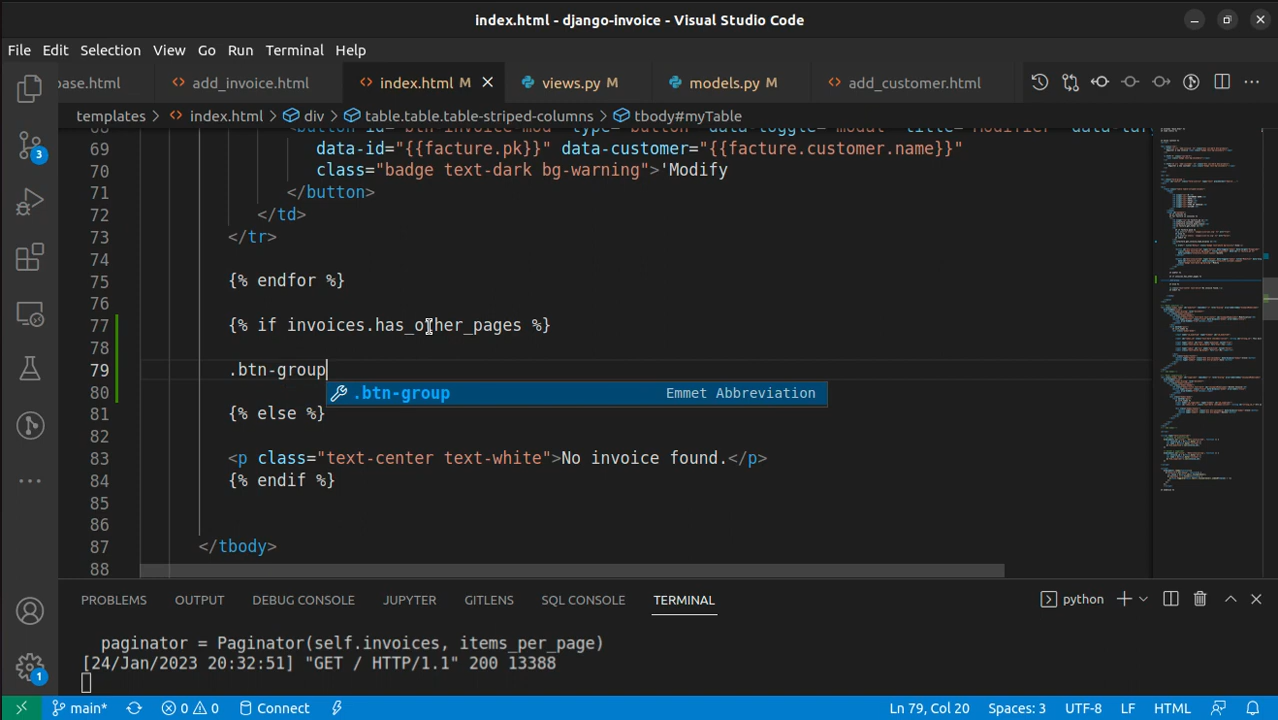 index.html - django-invoice - Visual Studio Code
File Edit Selection View Go Run Terminal Help
base.html add_invoice.html index.html M views.py M models.py M add_customer.html
templates > index.html > div > table.table.table-striped-columns > tbody#myTable
69 data-id="{{facture.pk}}" data-customer="{{facture.customer.name}}"
70 class="badge text-dark bg-warning">'Modify
71 </button>
72 </td>
73 </tr>
74
75 {% endfor %}
76
77 {% if invoices.has_other_pages %}
78
79 .btn-group
80 .btn-group Emmet Abbreviation
81 {% else %}
82
83 <p class="text-center text-white">No invoice found.</p>
84 {% endif %}
85
86
87 </tbody>
88
PROBLEMS OUTPUT DEBUG CONSOLE JUPYTER GITLENS SQL CONSOLE TERMINAL python
paginator = Paginator(self.invoices, items_per_page)
[24/Jan/2023 20:32:51] "GET / HTTP/1.1" 200 13388
3
1
main* 0 0 Connect Ln 79, Col 20 Spaces: 3 UTF-8 LF HTML